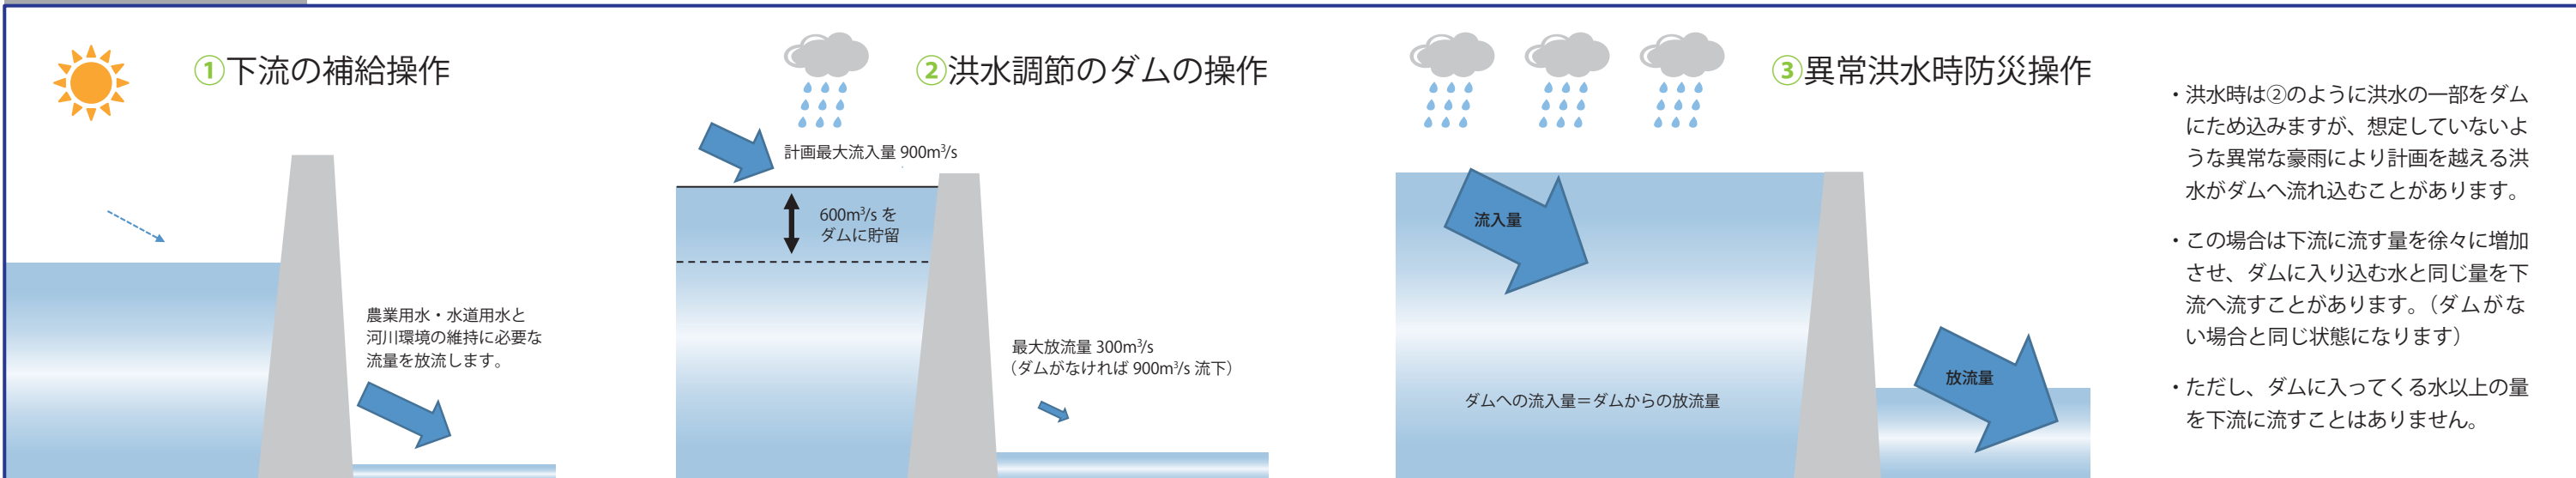 ①下流の補給操作
農業用水・水道用水と
河川環境の維持に必要な
流量を放流します。
②洪水調節のダムの操作
計画最大流入量 900m³/s
600m³/s を
ダムに貯留
最大放流量 300m³/s
（ダムがなければ 900m³/s 流下）
③異常洪水時防災操作
流入量
ダムへの流入量＝ダムからの放流量
放流量
・洪水時は②のように洪水の一部をダム
にため込みますが、想定していないよ
うな異常な豪雨により計画を越える洪
水がダムへ流れ込むことがあります。
・この場合は下流に流す量を徐々に増加
させ、ダムに入り込む水と同じ量を下
流へ流すことがあります。（ダムがな
い場合と同じ状態になります）
・ただし、ダムに入ってくる水以上の量
を下流に流すことはありません。